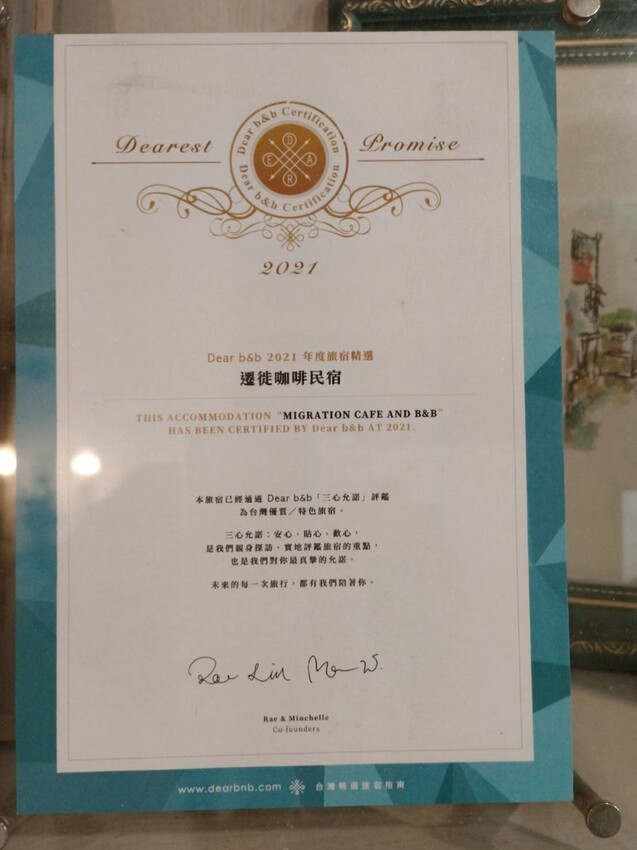 Dearest
Dear b&b Certification
D
E A
R
Dear b&b Certification
Promise
2021
Dear b&b 2021 年度旅宿精選
遷徙咖啡民宿
THIS ACCOMMODATION "MIGRATION CAFE AND B&B"
HAS BEEN CERTIFIED BY Dear b&b AT 2021.
本旅宿已經通過 Dear b&b「三心允諾」評鑑
為台灣優質／特色旅宿。
三心允諾：安心、貼心、歡心，
是我們親身探訪、實地評鑑旅宿的重點，
也是我們對你最真摯的允諾。
未來的每一次旅行，都有我們陪著你。
Rae Lin
Rae & Minchelle
Co-founders
www.dearbnb.com 台灣精選旅宿指南